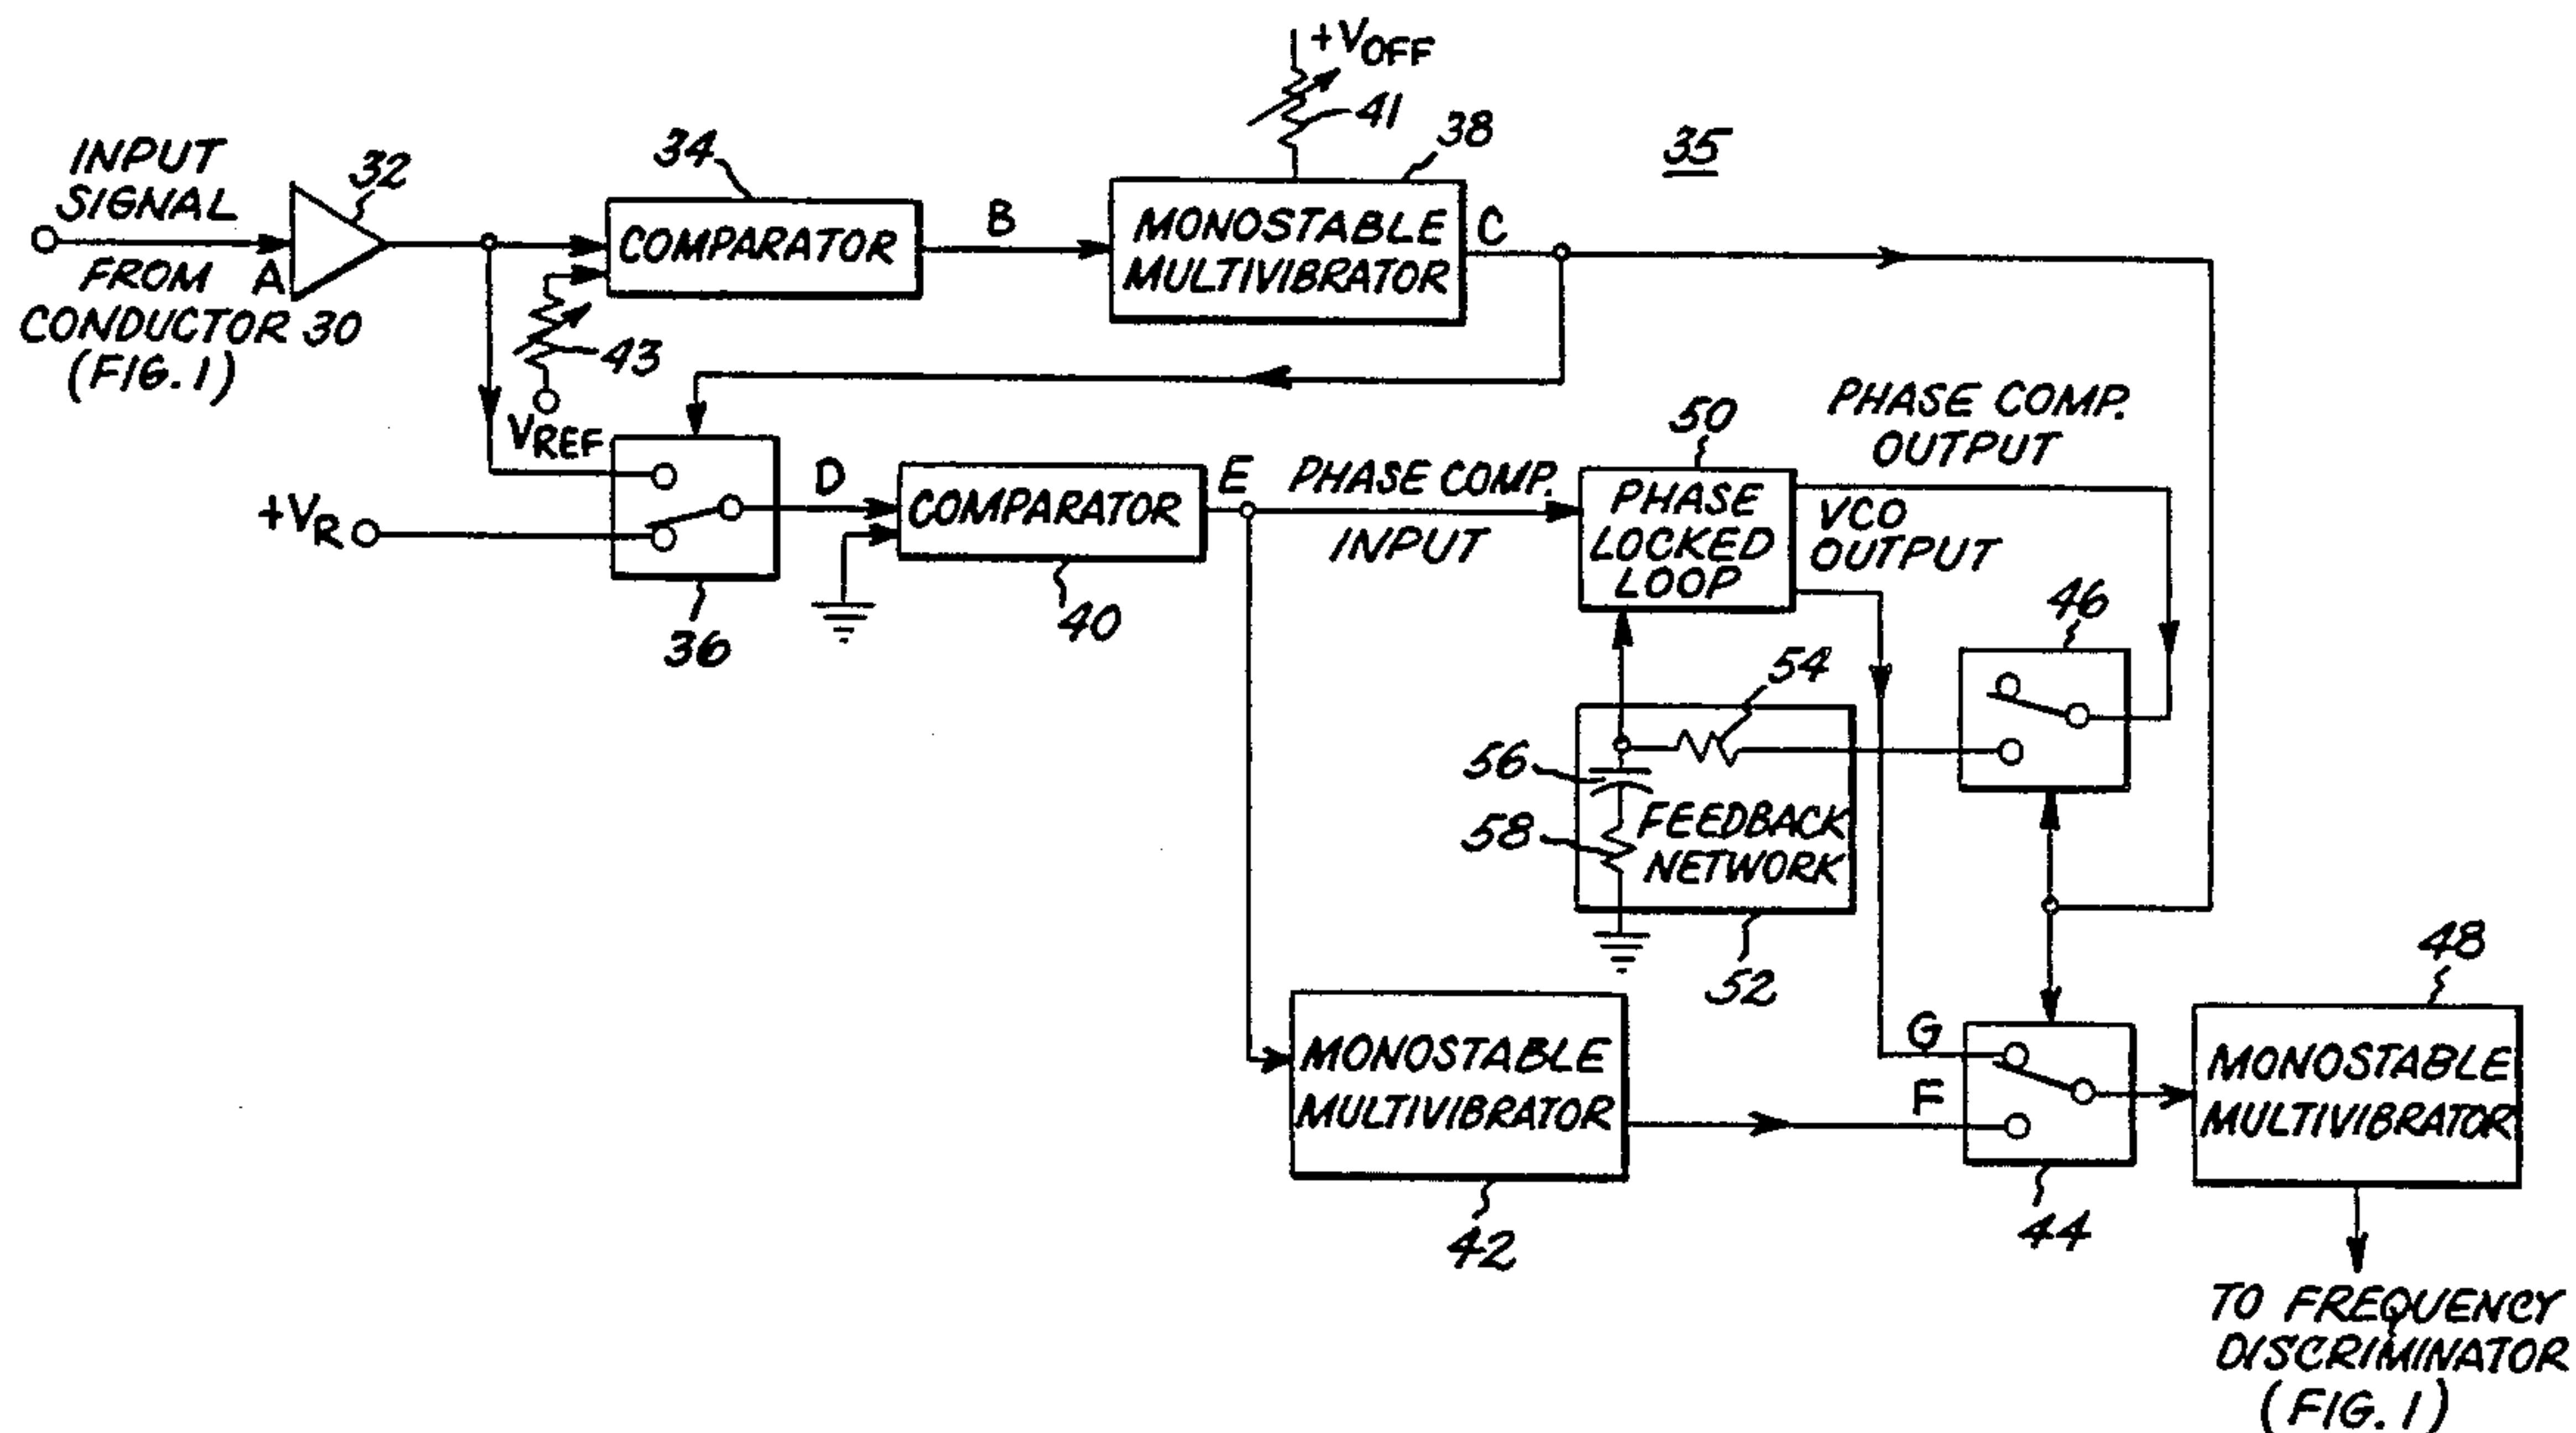 +VOFF
41
38
35
INPUT
SIGNAL
32
34
A
FROM
CONDUCTOR 30
(FIG. 1)
COMPARATOR
B
MONOSTABLE
MULTIVIBRATOR
C
43
VREF
+VR
36
D
COMPARATOR
40
E
PHASE COMP.
INPUT
50
PHASE
LOCKED
LOOP
PHASE COMP.
OUTPUT
VCO
OUTPUT
46
54
56
58
FEEDBACK
NETWORK
52
MONOSTABLE
MULTIVIBRATOR
42
G
F
44
48
MONOSTABLE
MULTIVIBRATOR
TO FREQUENCY
DISCRIMINATOR
(FIG. 1)